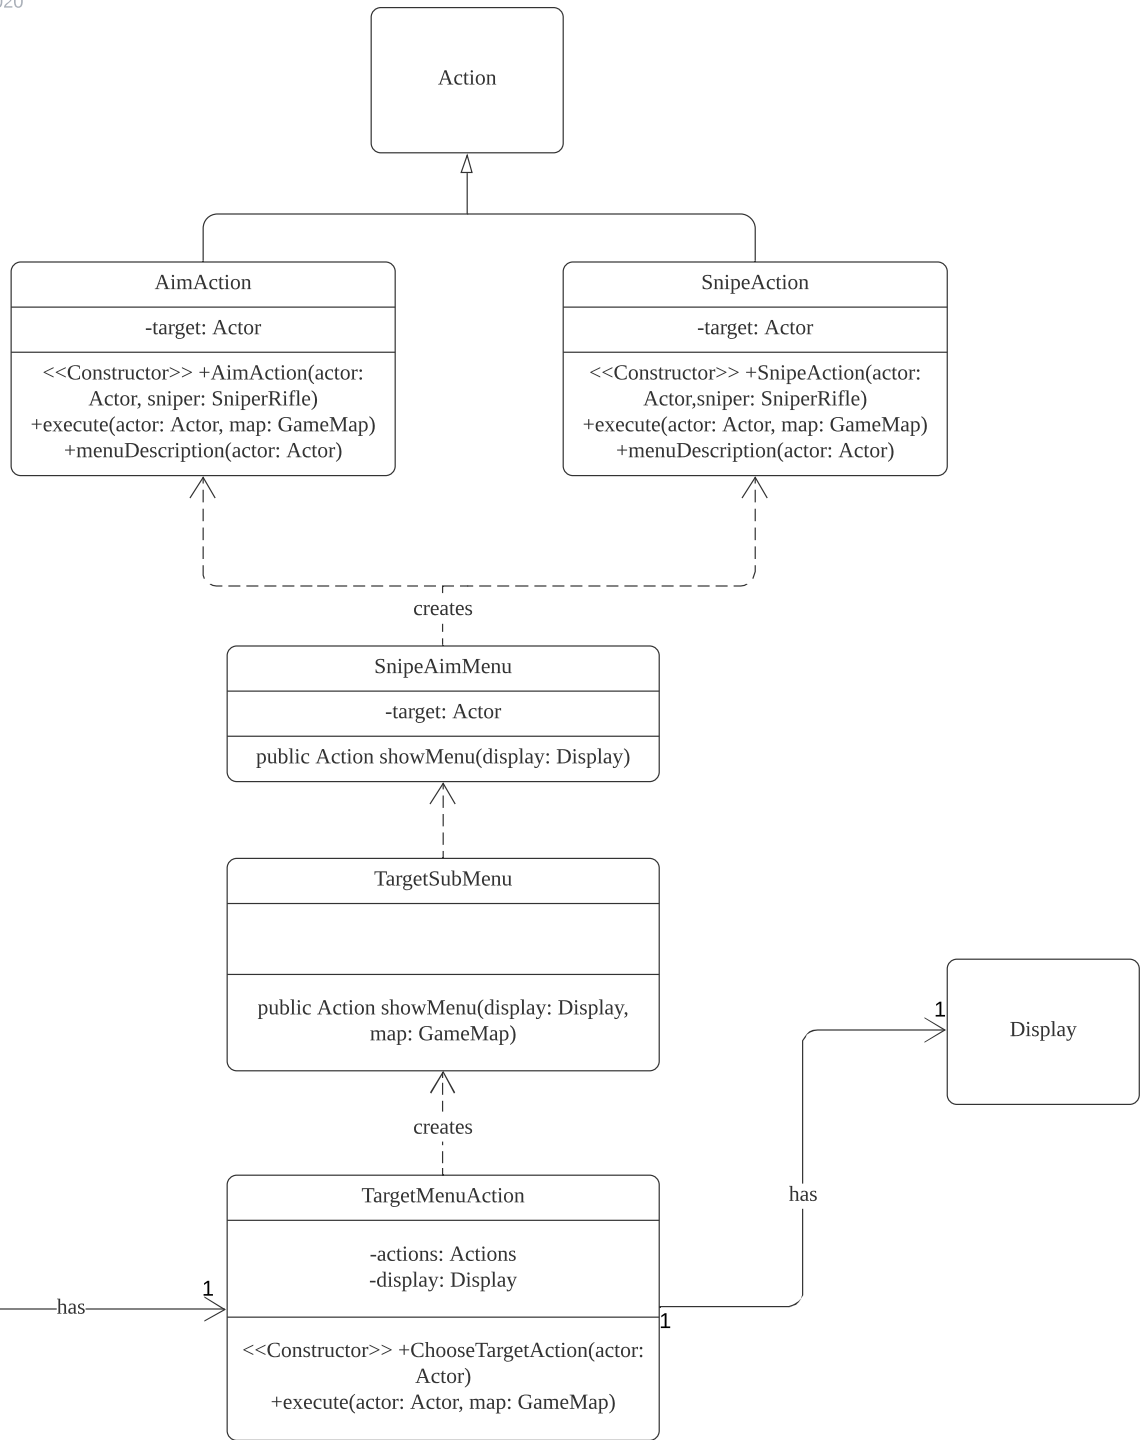 020
Action
AimAction
-target: Actor
<<Constructor>> +AimAction(actor:
Actor, sniper: SniperRifle)
+execute(actor: Actor, map: GameMap)
+menuDescription(actor: Actor)
SnipeAction
-target: Actor
<<Constructor>> +SnipeAction(actor:
Actor,sniper: SniperRifle)
+execute(actor: Actor, map: GameMap)
+menuDescription(actor: Actor)
creates
SnipeAimMenu
-target: Actor
public Action showMenu(display: Display)
TargetSubMenu
public Action showMenu(display: Display,
map: GameMap)
1
Display
creates
has
TargetMenuAction
-actions: Actions
-display: Display
1
has
1
<<Constructor>> +ChooseTargetAction(actor:
Actor)
+execute(actor: Actor, map: GameMap)